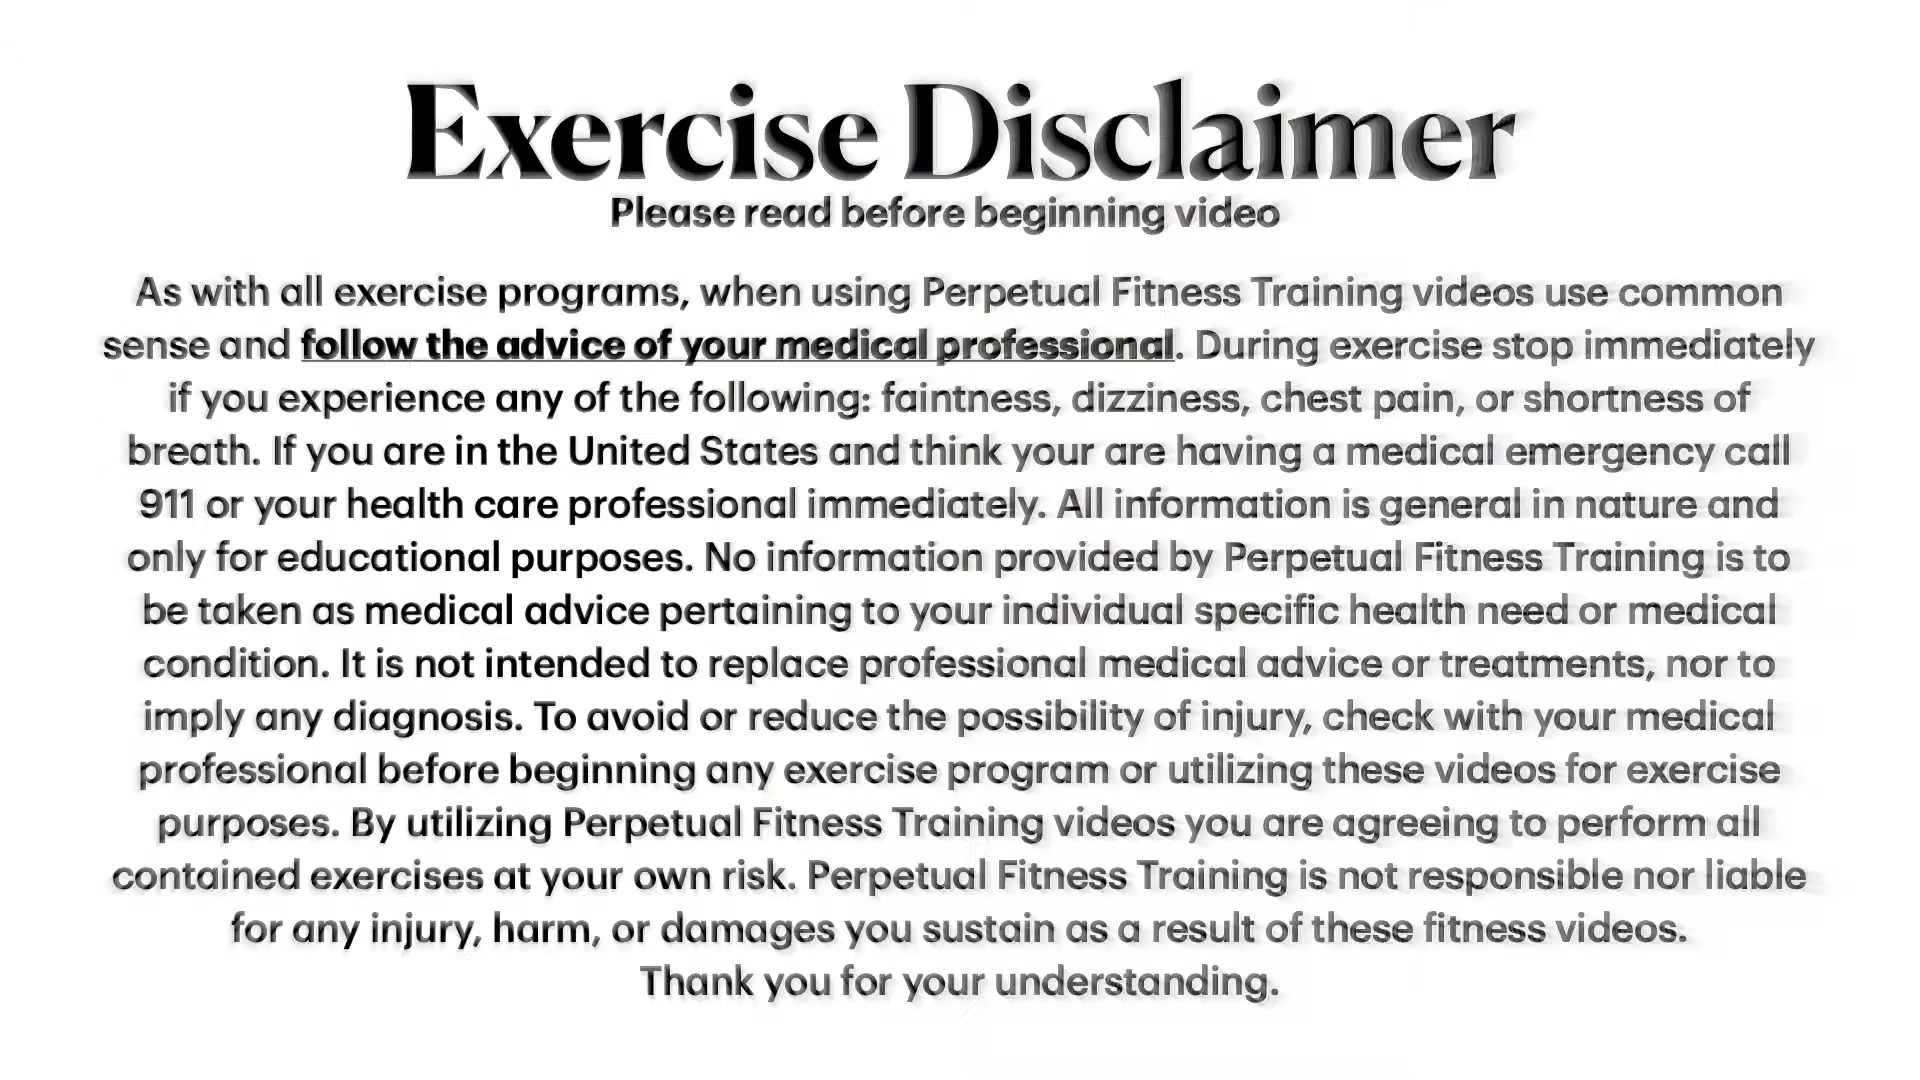 Exercise Disclaimer
Please read before beginning video
As with all exercise programs, when using Perpetual Fitness Training videos use common
sense and follow the advice of your medical professional. During exercise stop immediately
if you experience any of the following: faintness, dizziness, chest pain, or shortness of
breath. If you are in the United States and think your are having a medical emergency call
911 or your health care professional immediately. All information is general in nature and
only for educational purposes. No information provided by Perpetual Fitness Training is to
be taken as medical advice pertaining to your individual specific health need or medical
condition. It is not intended to replace professional medical advice or treatments, nor to
imply any diagnosis. To avoid or reduce the possibility of injury, check with your medical
professional before beginning any exercise program or utilizing these videos for exercise
purposes. By utilizing Perpetual Fitness Training videos you are agreeing to perform all
contained exercises at your own risk. Perpetual Fitness Training is not responsible nor liable
for any injury, harm, or damages you sustain as a result of these fitness videos.
Thank you for your understanding.